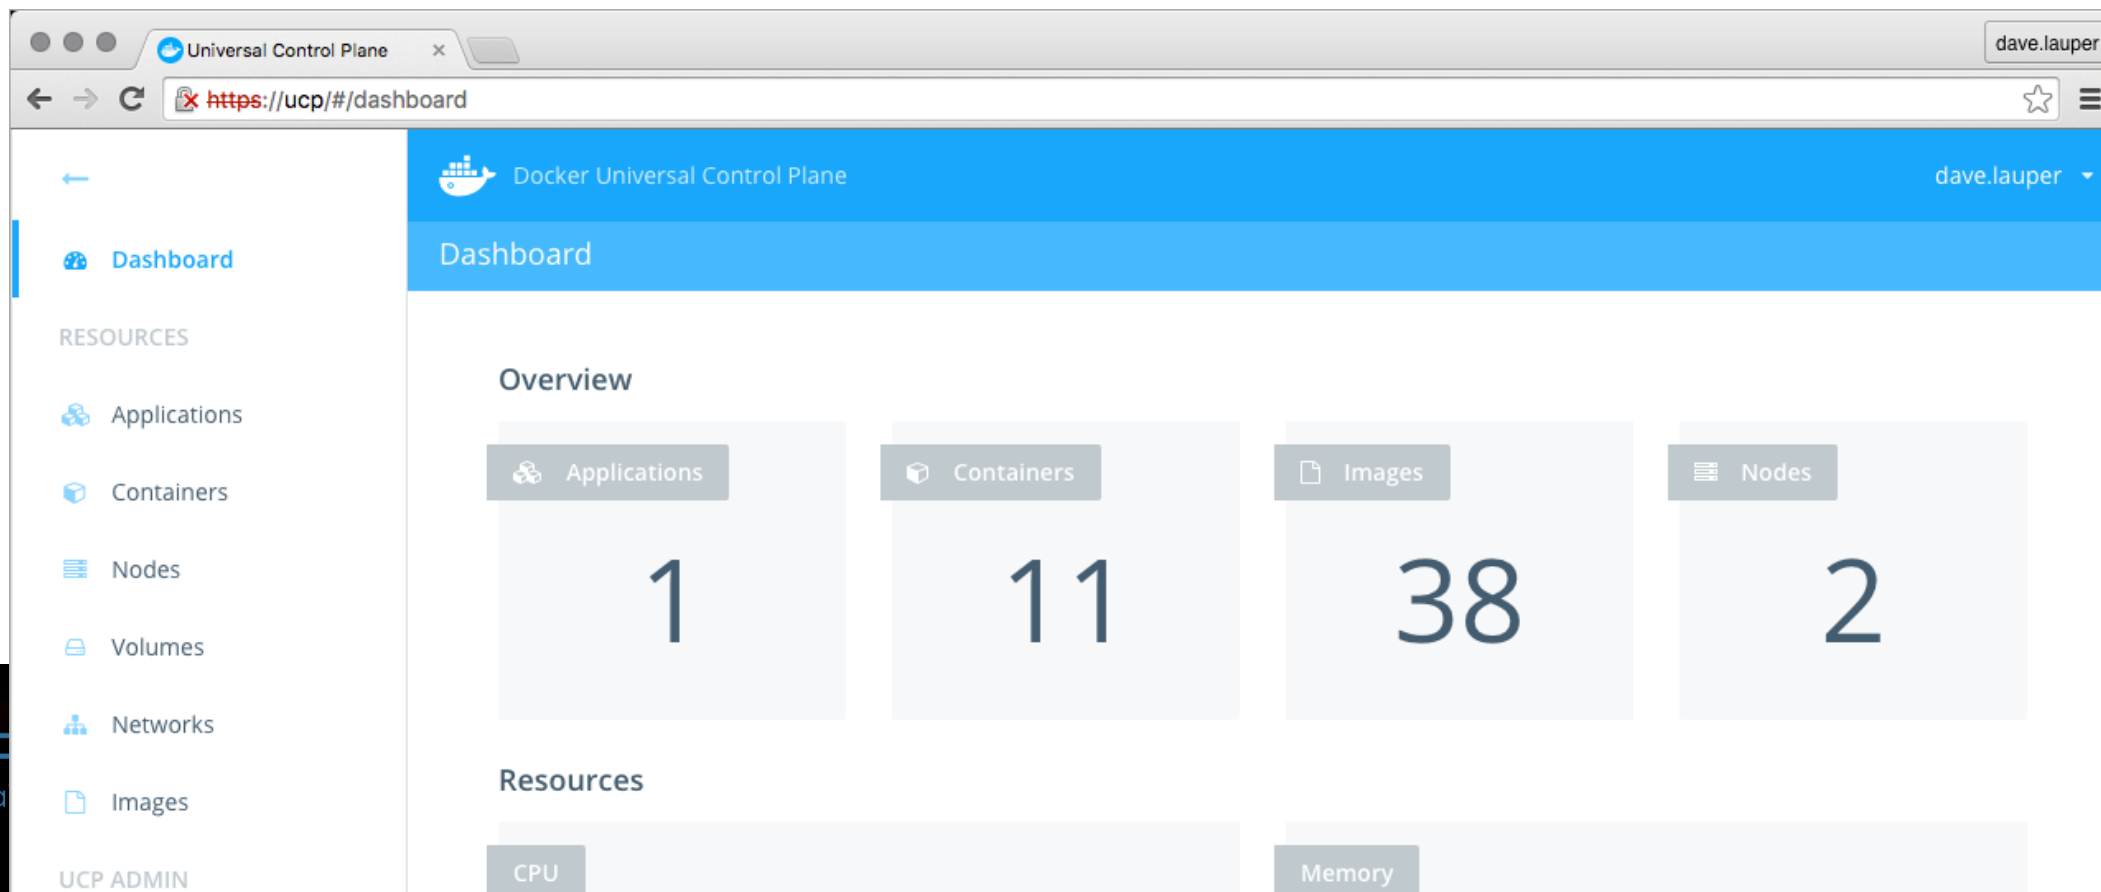 Universal Control Plane
dave.lauper
https://ucp/#/dashboard
Docker Universal Control Plane
dave.lauper
Dashboard
Dashboard
RESOURCES
Applications
Containers
Nodes
Volumes
Networks
Images
UCP ADMIN
Overview
Applications
Containers
Images
Nodes
1
11
38
2
Resources
CPU
Memory